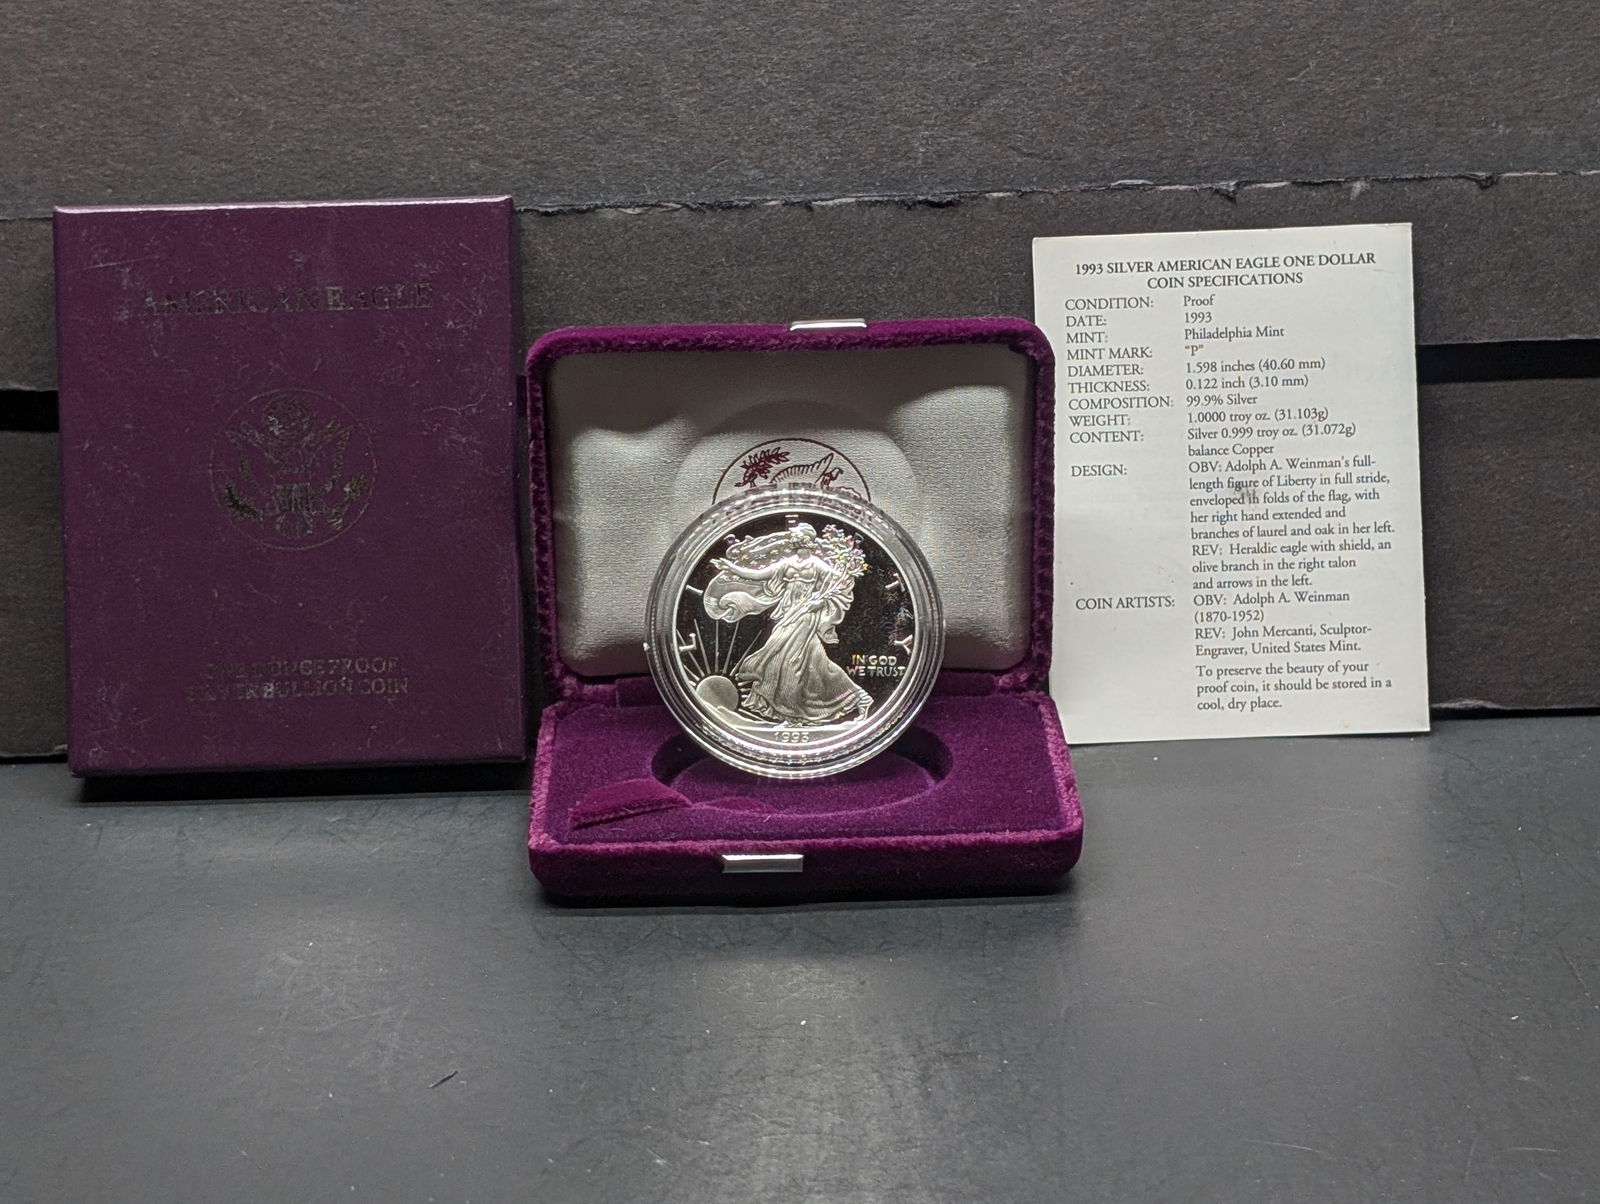 AMERICAN EAGLE
ONE OUNCE PROOF
SILVER BULLION COIN
L I E T Y
IN GOD
WE TRUST
1993
1993 SILVER AMERICAN EAGLE ONE DOLLAR
COIN SPECIFICATIONS
CONDITION: Proof
DATE: 1993
MINT: Philadelphia Mint
MINT MARK: "P"
DIAMETER: 1.598 inches (40.60 mm)
THICKNESS: 0.122 inch (3.10 mm)
COMPOSITION: 99.9% Silver
WEIGHT: 1.0000 troy oz. (31.103g)
CONTENT: Silver 0.999 troy oz. (31.072g)
balance Copper
DESIGN: OBV: Adolph A. Weinman's full-
length figure of Liberty in full stride,
enveloped in folds of the flag, with
her right hand extended and
branches of laurel and oak in her left.
REV: Heraldic eagle with shield, an
olive branch in the right talon
and arrows in the left.
COIN ARTISTS: OBV: Adolph A. Weinman
(1870-1952)
REV: John Mercanti, Sculptor-
Engraver, United States Mint.
To preserve the beauty of your
proof coin, it should be stored in a
cool, dry place.